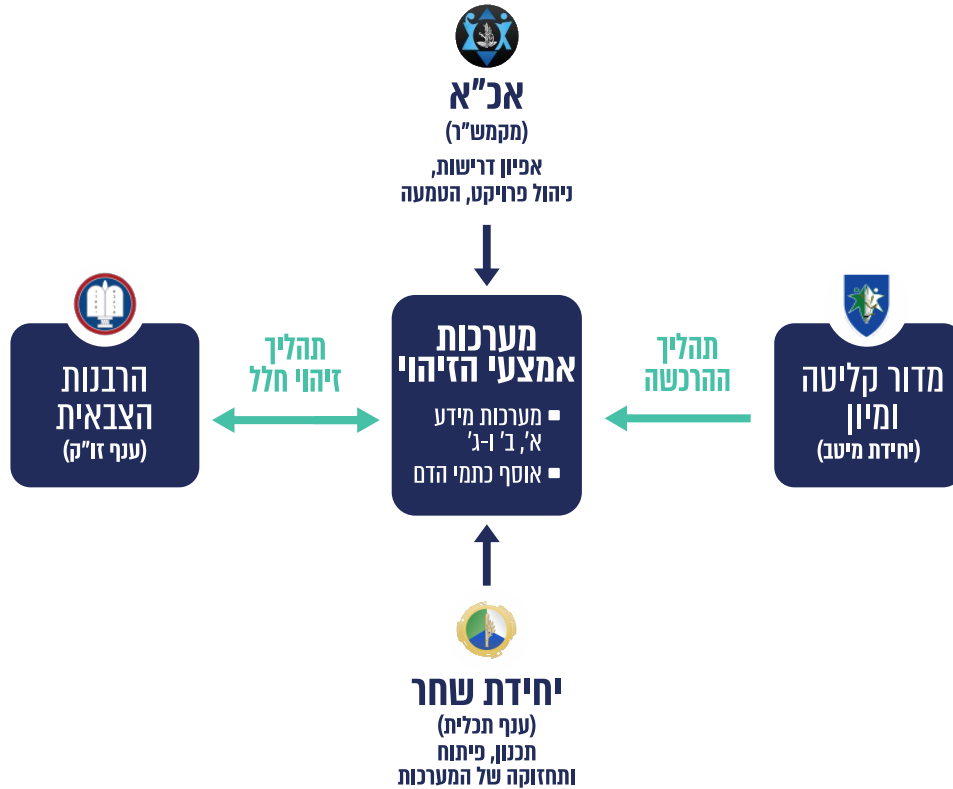 אכ"א
(מקמש"ר)
אפיון דרישות,
ניהול פרויקט, הטמעה
מדור קליטה
ומיון
(יחידת מיטב)
תהליך
ההרכשה
מערכות
אמצעי הזיהוי
▪ מערכות מידע
א', ב' ו-ג'
▪ אוסף כתמי הדם
תהליך
זיהוי חלל
הרבנות
הצבאית
(ענף זו"ק)
יחידת שחר
(ענף תכלית)
תכנון, פיתוח
ותחזוקה של המערכות